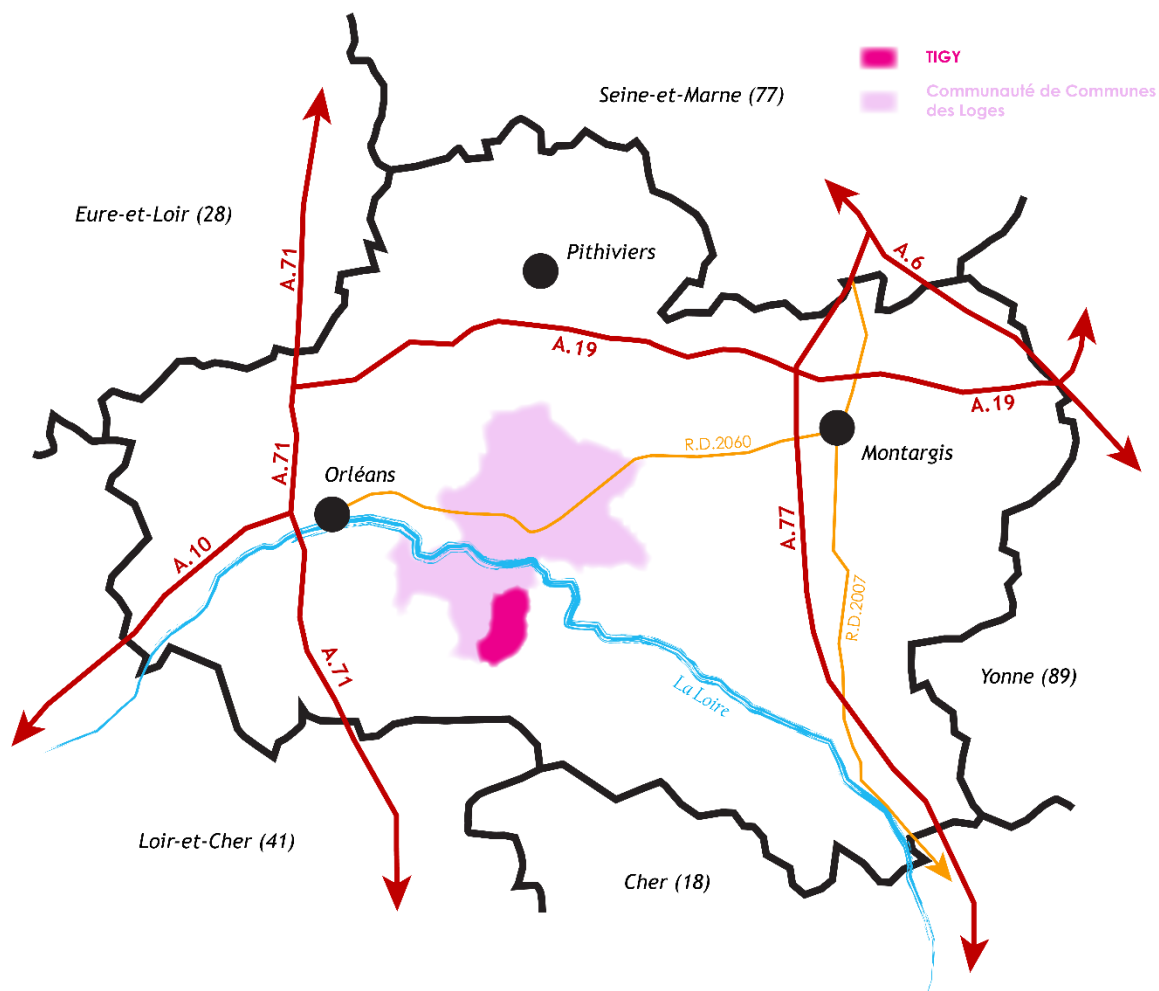 TIGY
Communauté de Communes
des Loges
Seine-et-Marne (77)
Eure-et-Loir (28)
Pithiviers
A.6
A.71
A.19
A.19
R.D.2060
Montargis
A.71
Orléans
A.77
A.10
R.D.2007
A.71
La Loire
Yonne (89)
Loir-et-Cher (41)
Cher (18)